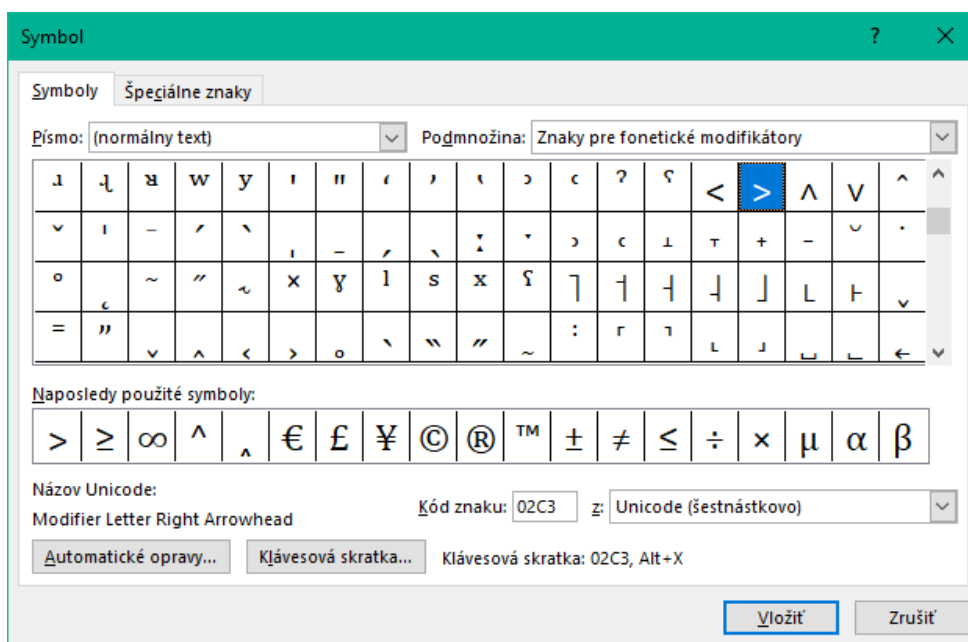 Symbol ? ×
Symboly Špeciálne znaky
Písmo: (normálny text) Podmnožina: Znaky pre fonetické modifikátory
ɹ ɻ ʁ w y ˈ ˮ ʻ ʼ ʽ ʾ ʿ ˀ ˁ ˂ ˃ ˄ ˅ ˆ
ˇ ˈ ˉ ˊ ˋ ˌ ˍ ˎ ˏ ː ˑ ˒ ˓ ˔ ˕ ˖ ˗ ˘ ˙
˚ ˛ ˜ ˝ ˞ ˟ ˠ ˡ ˢ ˣ ˤ ˥ ˦ ˧ ˨ ˩ ˪ ˫ ˬ
˭ ˮ ˯ ˰ ˱ ˲ ˳ ˴ ˵ ˶ ˷ ˸ ˹ ˺ ˻ ˼ ˽ ˾ ˿
Naposledy použité symboly:
> ≥ ∞ ^ ‸ € £ ¥ © ® ™ ± ≠ ≤ ÷ × µ α β
Názov Unicode:
Modifier Letter Right Arrowhead
Kód znaku: 02C3 z: Unicode (šestnástkovo)
Automatické opravy... Klávesová skratka... Klávesová skratka: 02C3, Alt+X
Vložiť Zrušiť